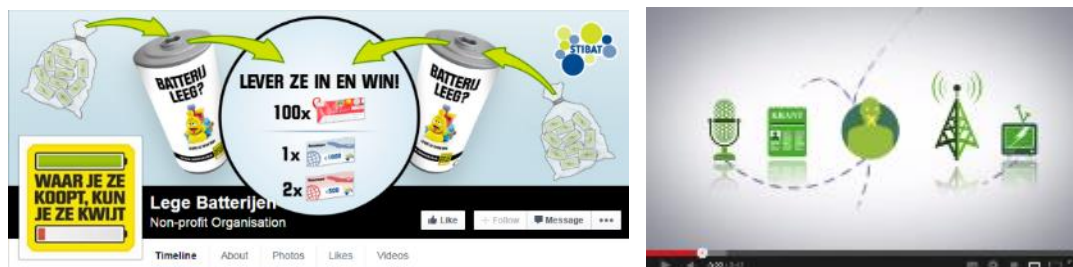 STIBAT
BATTERIJ
LEEG?
LEVER ZE IN EN WIN!
100x
1x
2x
BATTERIJ
LEEG?
WAAR JE ZE
KOOPT, KUN
JE ZE KWIJT
Lege Batterijen
Non-profit Organisation
Like
+ Follow
Message
Timeline About Photos Likes Videos
KRANT